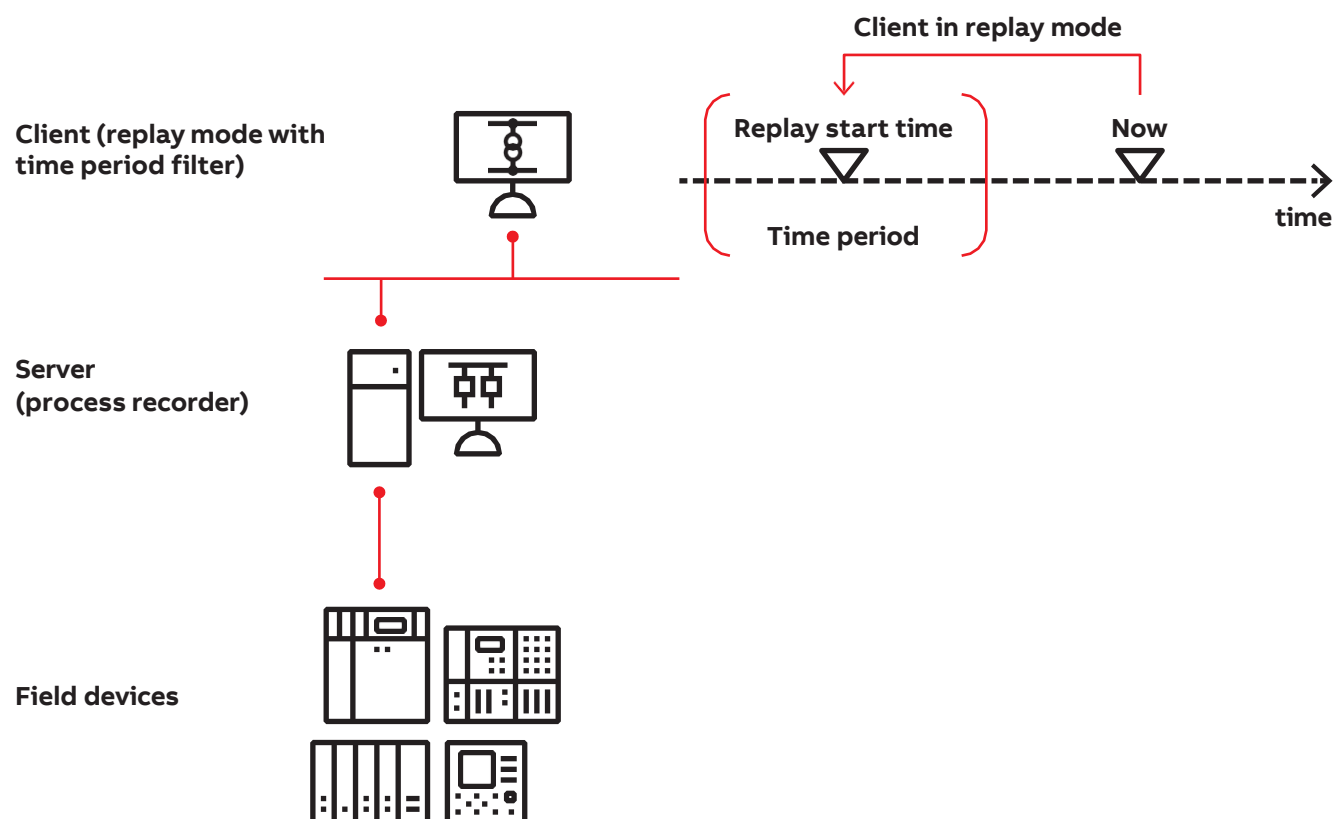 Client in replay mode
Client (replay mode with
time period filter)
Replay start time
Now
time
Time period
Server
(process recorder)
Field devices